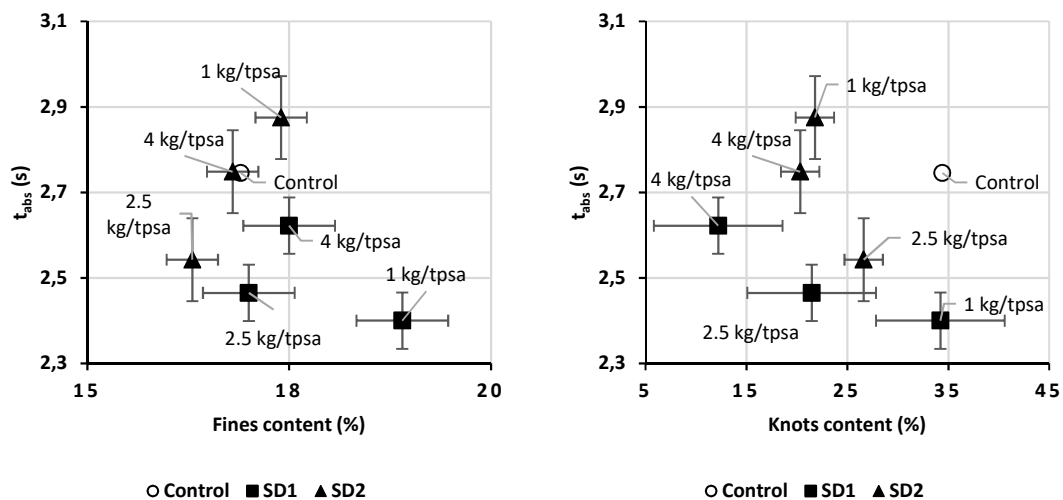 3,1
2,9
2,7
2,5
2,3
t_abs (s)
1 kg/tpsa
4 kg/tpsa
Control
2.5
kg/tpsa
4 kg/tpsa
1 kg/tpsa
2.5 kg/tpsa
15
18
20
Fines content (%)
Control SD1 SD2
3,1
2,9
2,7
2,5
2,3
t_abs (s)
1 kg/tpsa
4 kg/tpsa
Control
4 kg/tpsa
2.5 kg/tpsa
2.5 kg/tpsa
1 kg/tpsa
5
15
25
35
45
Knots content (%)
Control SD1 SD2